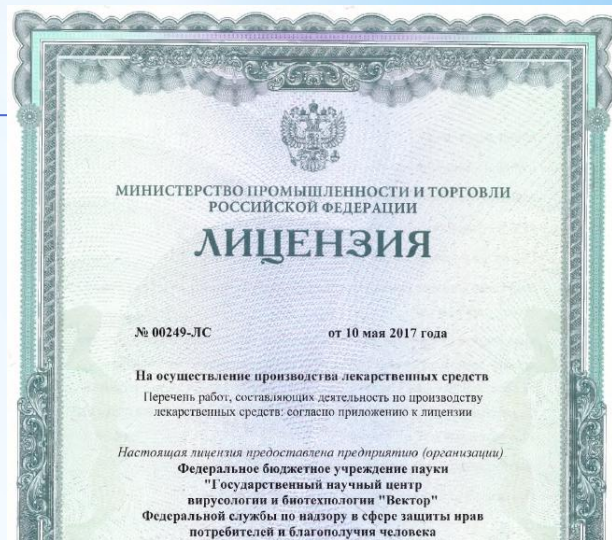 МИНИСТЕРСТВО ПРОМЫШЛЕННОСТИ И ТОРГОВЛИ
РОССИЙСКОЙ ФЕДЕРАЦИИ
ЛИЦЕНЗИЯ
№ 00249-ЛС от 10 мая 2017 года
На осуществление производства лекарственных средств
Перечень работ, составляющих деятельность по производству
лекарственных средств: согласно приложению к лицензии
Настоящая лицензия предоставлена предприятию (организации)
Федеральное бюджетное учреждение науки
"Государственный научный центр
вирусологии и биотехнологии "Вектор"
Федеральной службы по надзору в сфере защиты прав
потребителей и благополучия человека